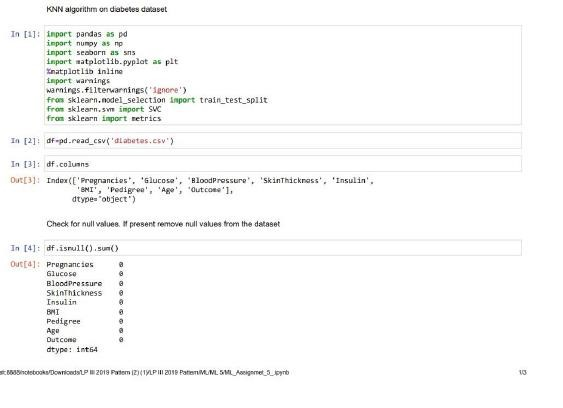 KNN algorithm on diabetes dataset
In [1]: import pandas as pd
import numpy as np
import seaborn as sns
import matplotlib.pyplot as plt
%matplotlib inline
import warnings
warnings.filterwarnings('ignore')
from sklearn.model_selection import train_test_split
from sklearn.svm import SVC
from sklearn import metrics
In [2]: df=pd.read_csv('diabetes.csv')
In [3]: df.columns
Out[3]: Index(['Pregnancies', 'Glucose', 'BloodPressure', 'SkinThickness', 'Insulin',
'BMI', 'Pedigree', 'Age', 'Outcome'],
dtype='object')
Check for null values. If present remove null values from the dataset
In [4]: df.isnull().sum()
Out[4]: Pregnancies 0
Glucose 0
BloodPressure 0
SkinThickness 0
Insulin 0
BMI 0
Pedigree 0
Age 0
Outcome 0
dtype: int64
st:8888/notebooks/Downloads/LP III 2019 Pattern (2) (1)/LP III 2019 Pattern/ML/ML 5/ML_Assignmet_5_.ipynb 1/3